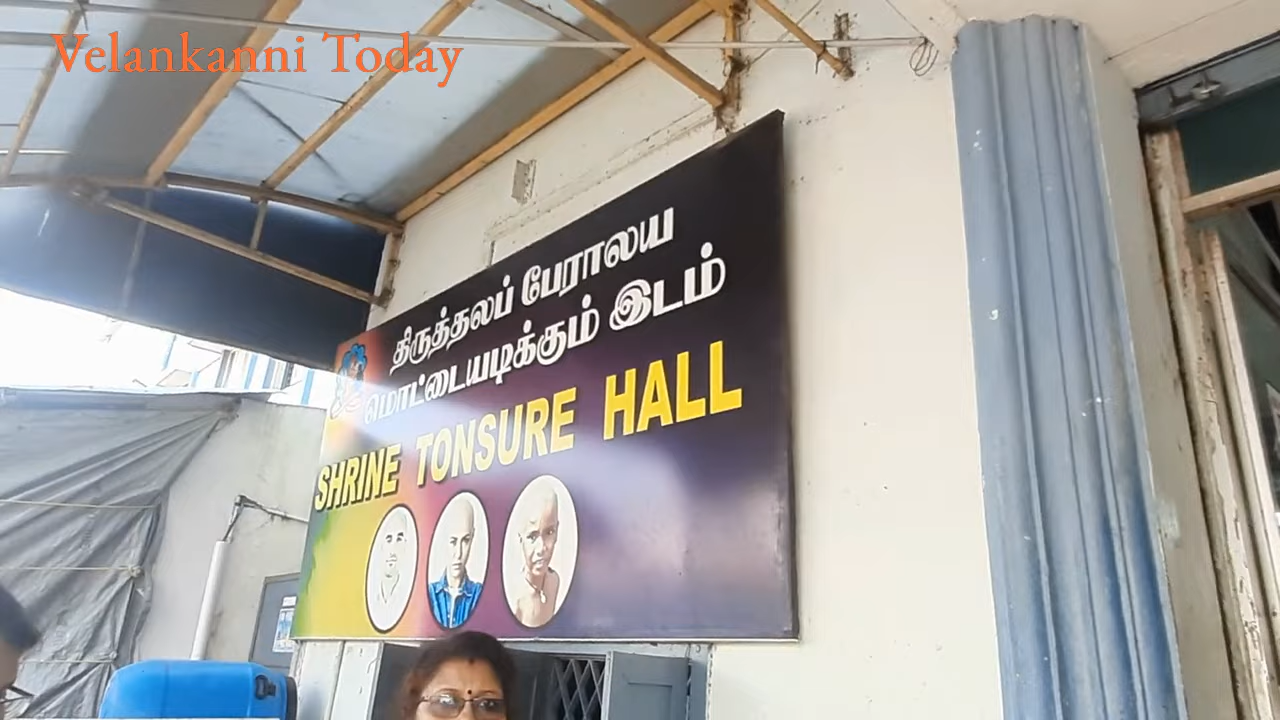 Velankanni Today
திருத்தலப் பேராலய
மொட்டையடிக்கும் இடம்
SHRINE TONSURE HALL